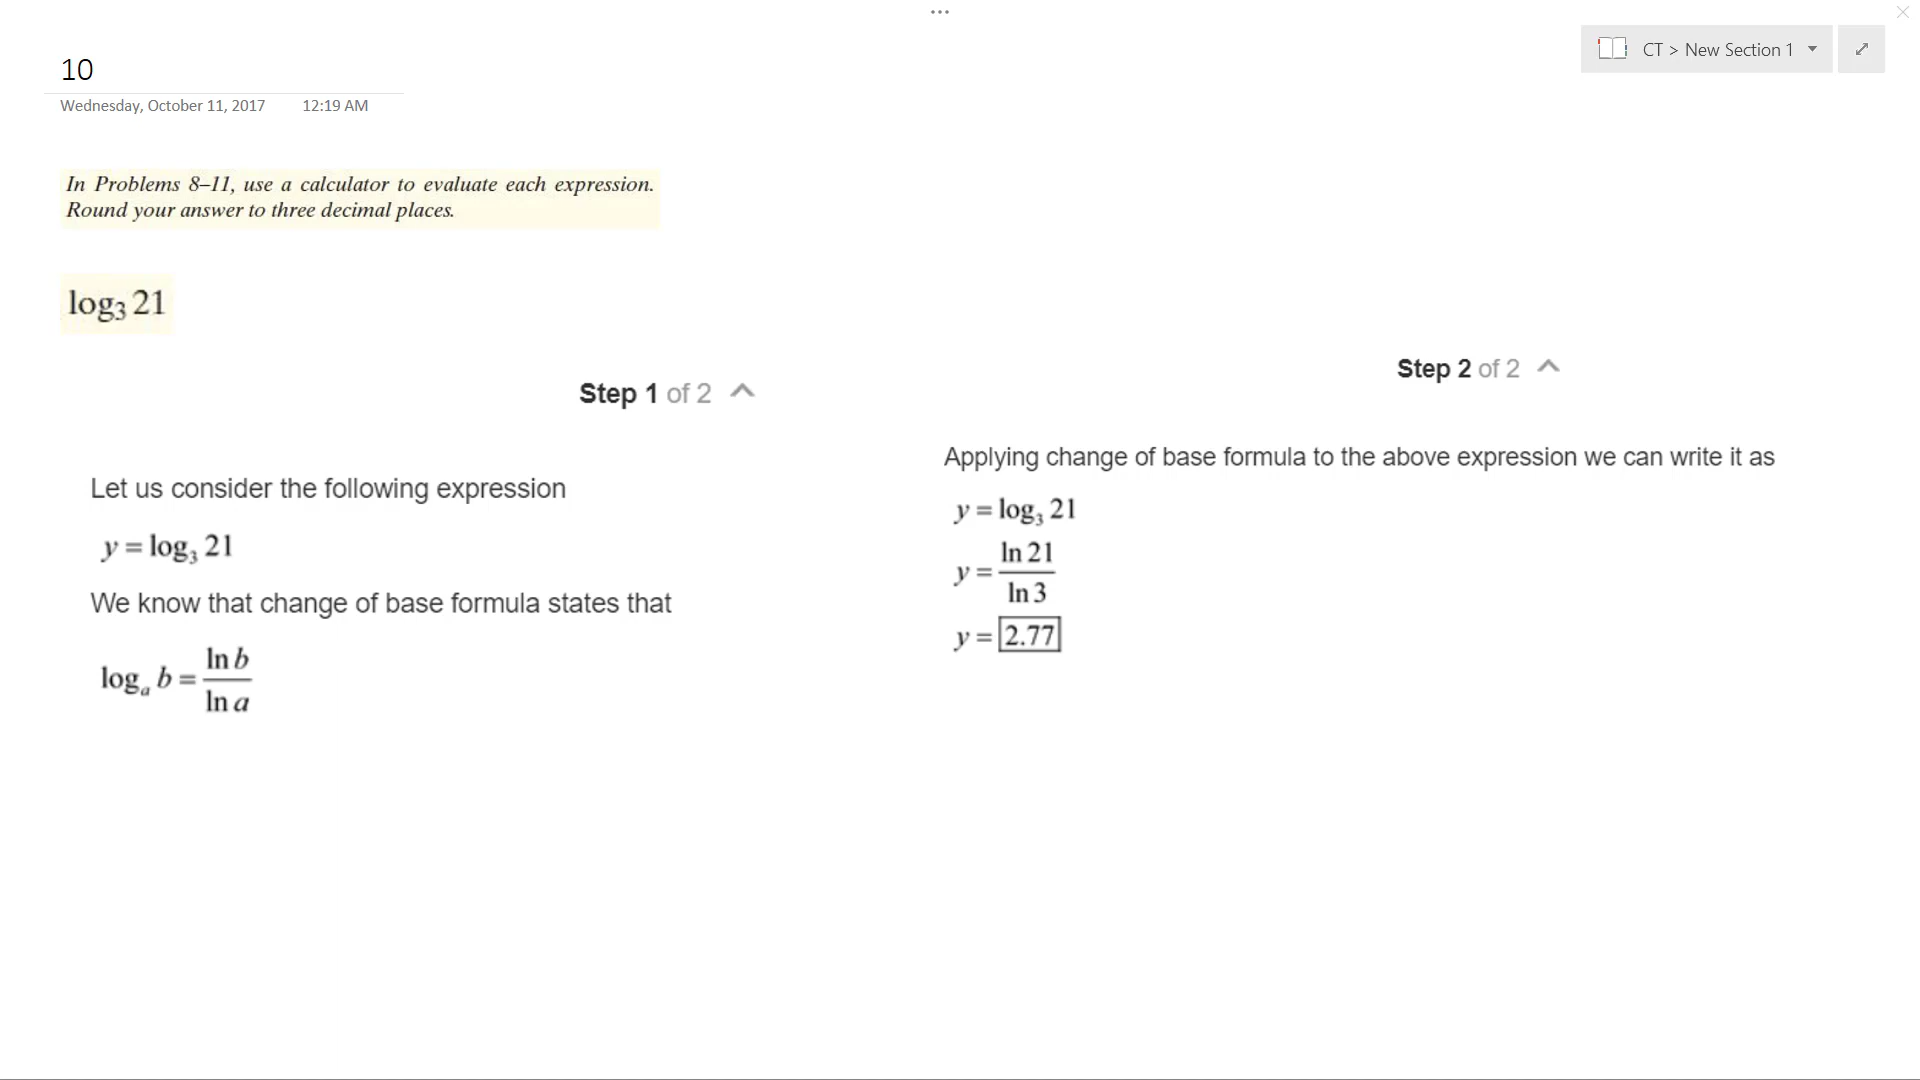 ...
CT > New Section 1
10
Wednesday, October 11, 2017 12:19 AM
In Problems 8–11, use a calculator to evaluate each expression.
Round your answer to three decimal places.
log₃ 21
Step 1 of 2
Let us consider the following expression
y = log₃ 21
We know that change of base formula states that
logₐ b = ln b / ln a
Step 2 of 2
Applying change of base formula to the above expression we can write it as
y = log₃ 21
y = ln 21 / ln 3
y = 2.77